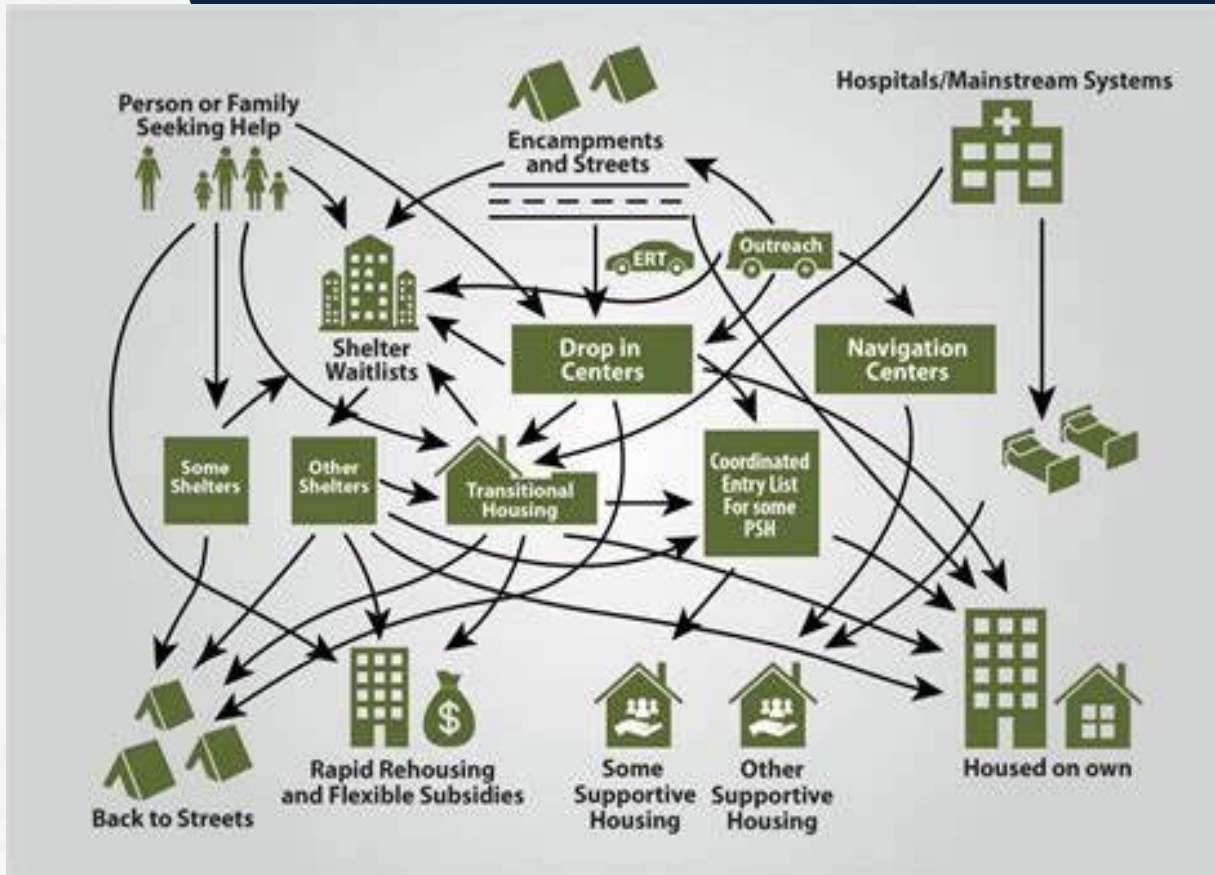 Person or Family
Seeking Help
Encampments
and Streets
Hospitals/Mainstream Systems
ERT
Outreach
Shelter
Waitlists
Drop in
Centers
Navigation
Centers
Some
Shelters
Other
Shelters
Transitional
Housing
Coordinated
Entry List
For some
PSH
$
Back to Streets
Rapid Rehousing
and Flexible Subsidies
Some
Supportive
Housing
Other
Supportive
Housing
Housed on own